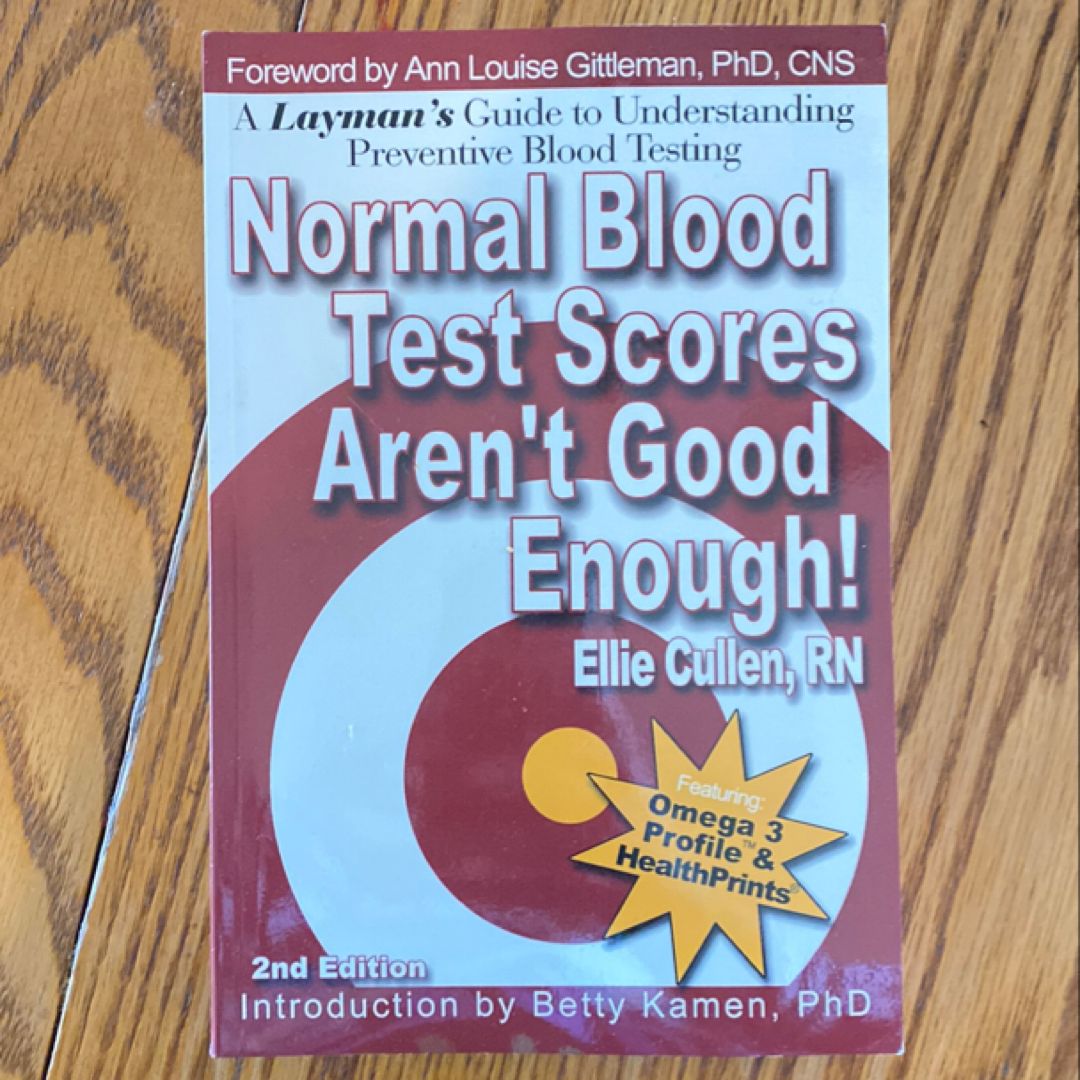 Foreword by Ann Louise Gittleman, PhD, CNS
A Layman's Guide to Understanding
Preventive Blood Testing
Normal Blood
Test Scores
Aren't Good
Enough!
Ellie Cullen, RN
Featuring:
Omega 3
Profile™ &
HealthPrints®
2nd Edition
Introduction by Betty Kamen, PhD